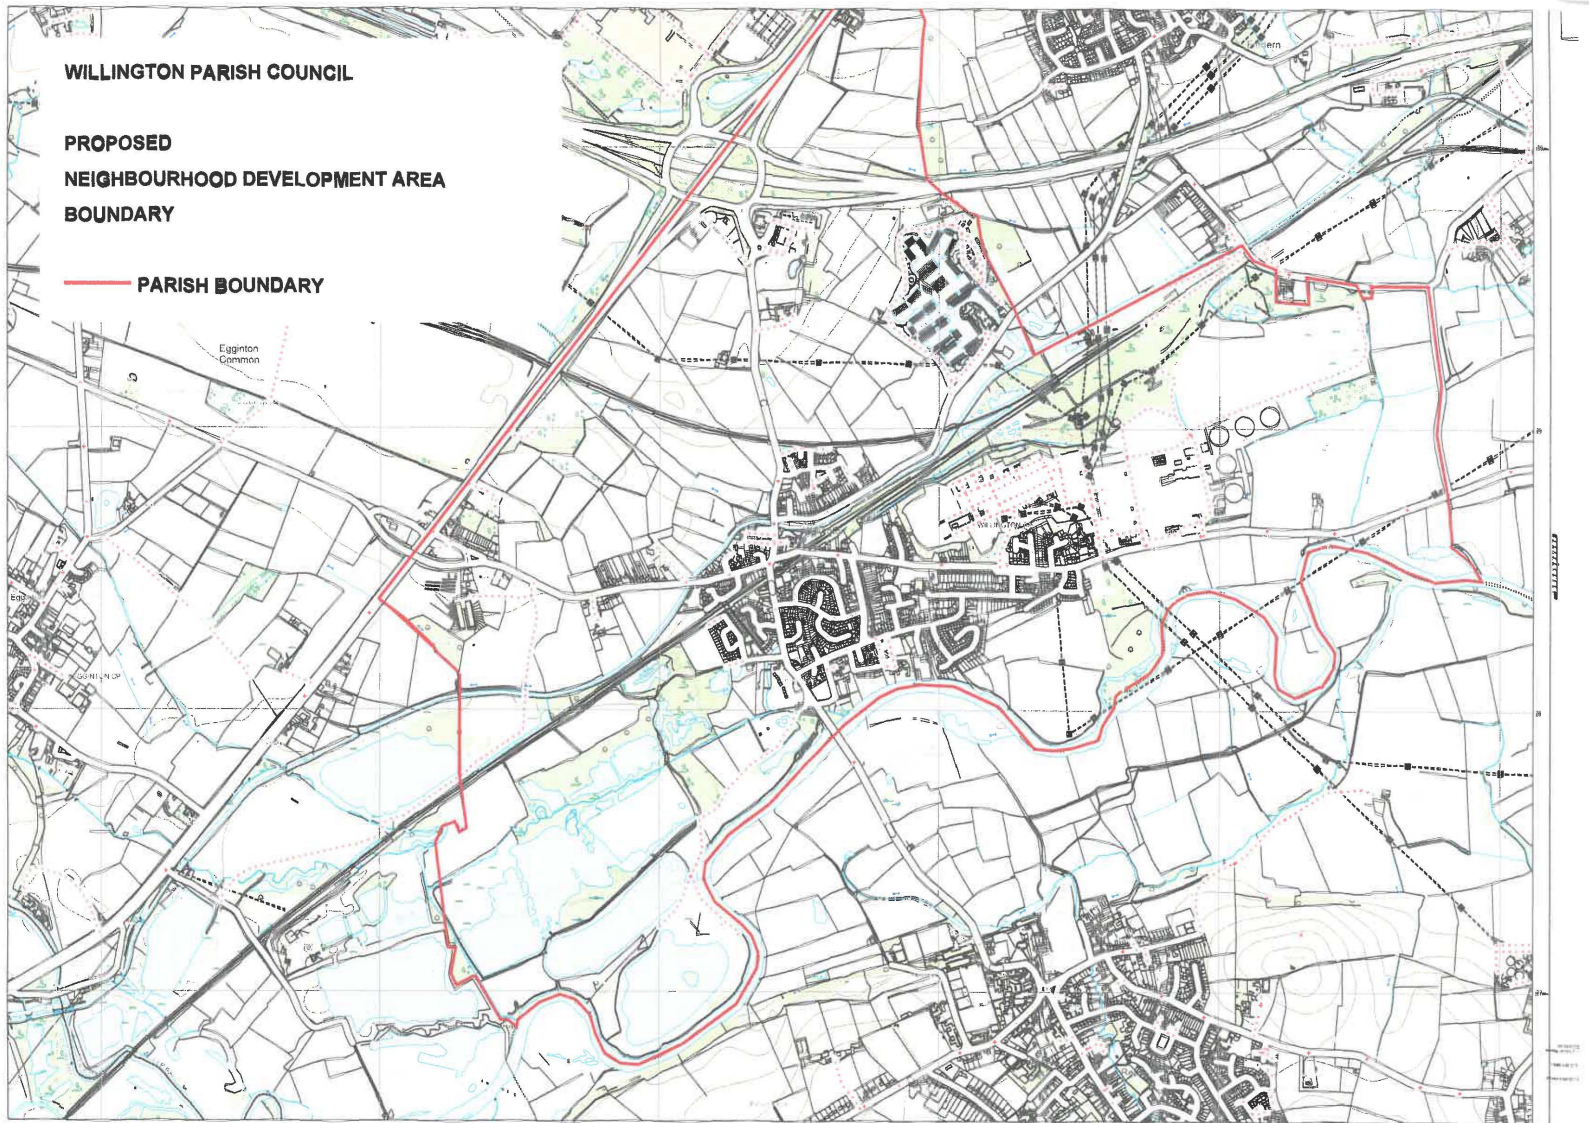 WILLINGTON PARISH COUNCIL
PROPOSED
NEIGHBOURHOOD DEVELOPMENT AREA
BOUNDARY
PARISH BOUNDARY
Egginton
Common